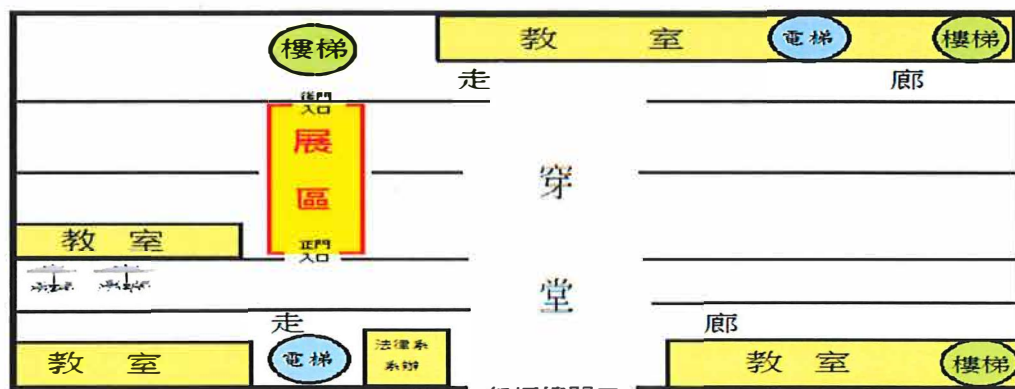 樓梯
教 室
電梯
樓梯
走 廊
後門
入口
展
區
穿
堂
教 室
正門
入口
走 廊
教 室
電梯
法律系
系辦
教 室
樓梯